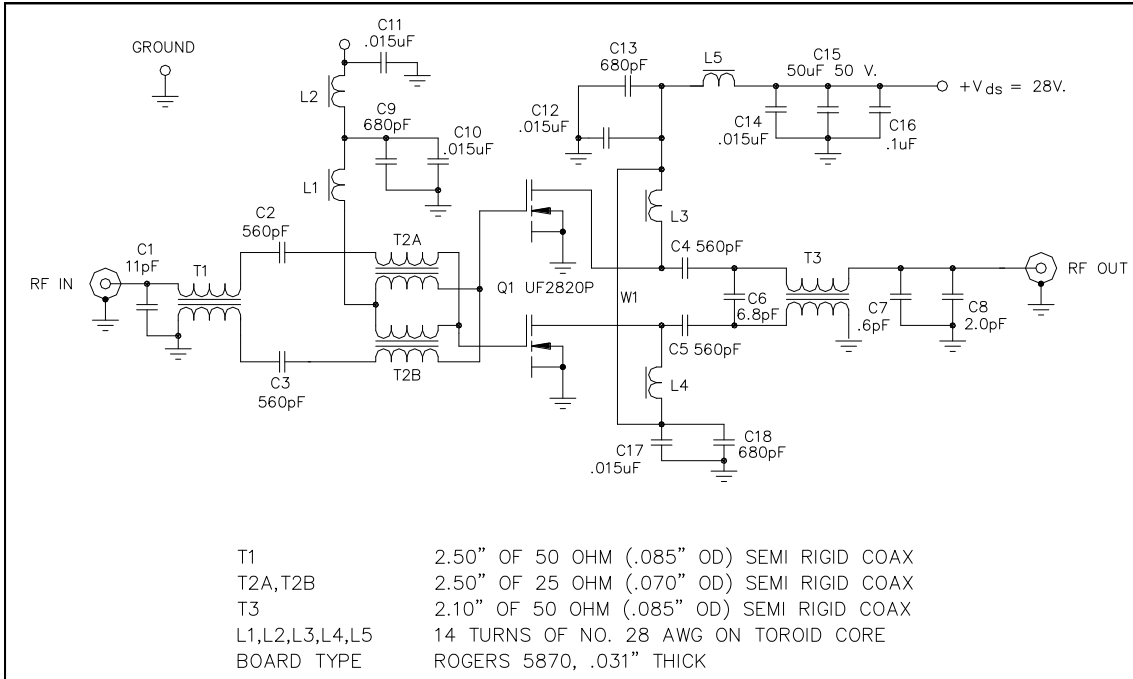 GROUND
C11
.015uF
L2
C9
680pF
C10
.015uF
L1
C13
680pF
L5
C15
50uF 50 V.
+Vds = 28V.
C12
.015uF
C14
.015uF
C16
.1uF
C2
560pF
T2A
L3
C1
11pF
T1
RF IN
Q1 UF2820P
C4 560pF
T3
RF OUT
W1
C6
6.8pF
C7
.6pF
C8
2.0pF
C5 560pF
C3
560pF
T2B
L4
C17
.015uF
C18
680pF
T1 2.50" OF 50 OHM (.085" OD) SEMI RIGID COAX
T2A,T2B 2.50" OF 25 OHM (.070" OD) SEMI RIGID COAX
T3 2.10" OF 50 OHM (.085" OD) SEMI RIGID COAX
L1,L2,L3,L4,L5 14 TURNS OF NO. 28 AWG ON TOROID CORE
BOARD TYPE ROGERS 5870, .031" THICK